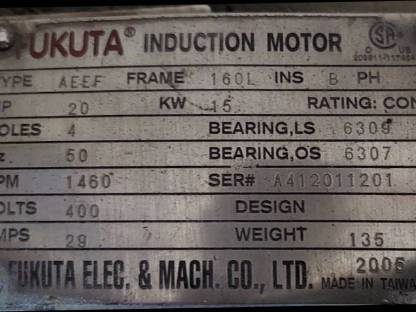 FUKUTA® INDUCTION MOTOR
TYPE AEEF FRAME 160L INS B PH
HP 20 KW 15 RATING: CON
POLES 4 BEARING,LS 6309
Hz. 50 BEARING,OS 6307
RPM 1460 SER# A412011201
VOLTS 400 DESIGN
AMPS 29 WEIGHT 135
FUKUTA ELEC. & MACH. CO., LTD. 2005
MADE IN TAIWA